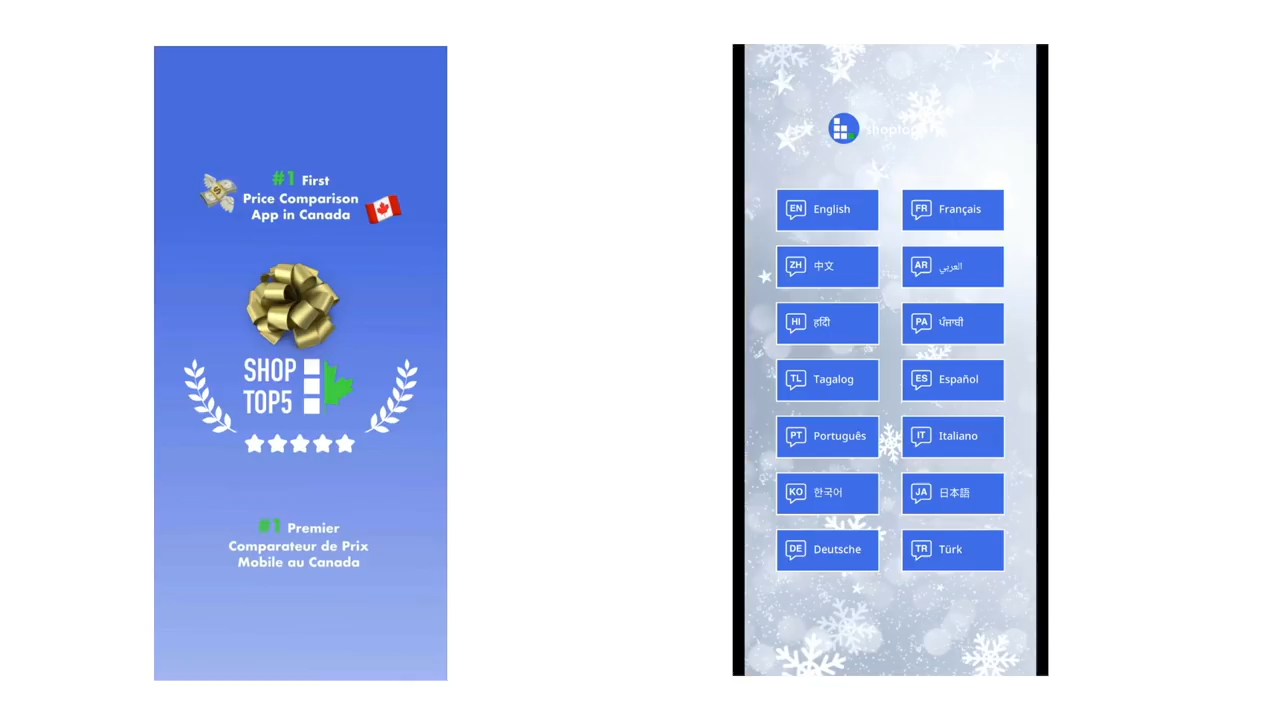 #1 First
Price Comparison
App in Canada
SHOP
TOP5
#1 Premier
Comparateur de Prix
Mobile au Canada
EN English
FR Français
ZH 中文
AR العربي
HI हिंदी
PA ਪੰਜਾਬੀ
TL Tagalog
ES Español
PT Português
IT Italiano
KO 한국어
JA 日本語
DE Deutsche
TR Türk